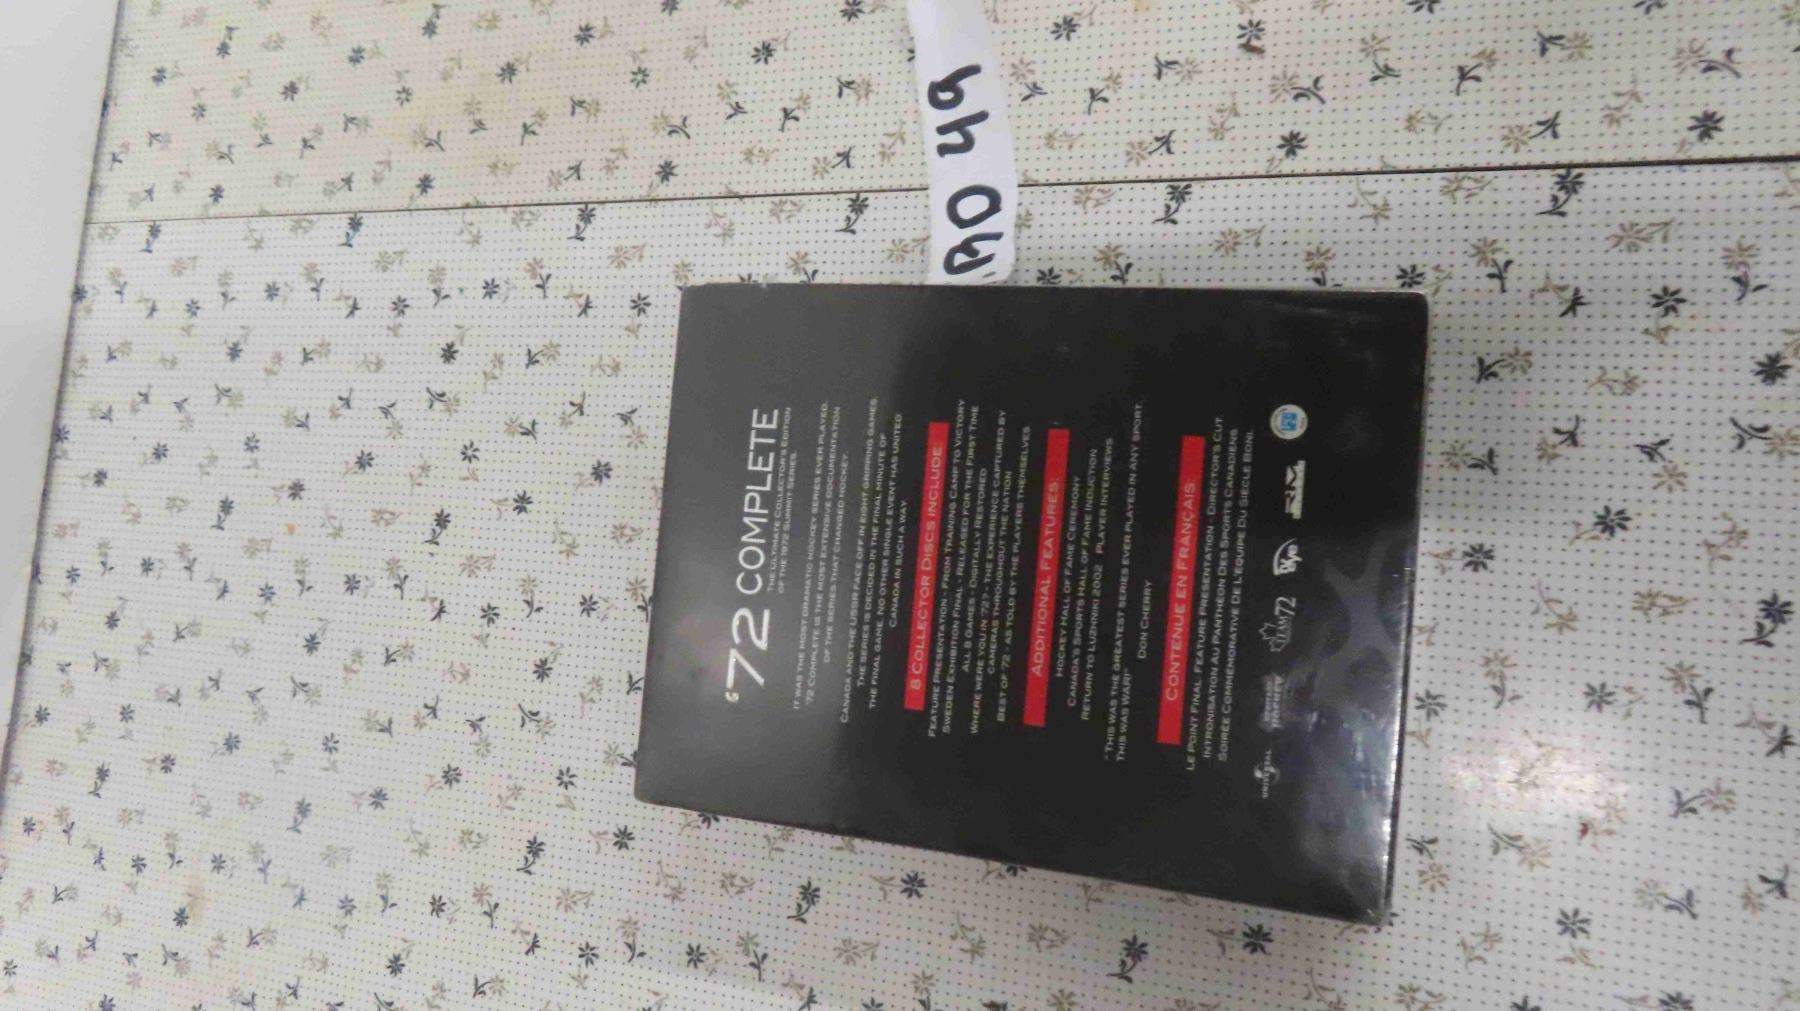 MO 49
'72 COMPLETE
THE ULTIMATE COLLECTOR'S EDITION
OF THE 1972 SUMMIT SERIES.
IT WAS THE MOST DRAMATIC HOCKEY SERIES EVER PLAYED.
'72 COMPLETE IS THE MOST EXTENSIVE DOCUMENTATION
OF THE SERIES THAT CHANGED HOCKEY.
CANADA AND THE USSR FACE OFF IN EIGHT GRIPPING GAMES.
THE SERIES IS DECIDED IN THE FINAL MINUTE OF
THE FINAL GAME. NO OTHER SINGLE EVENT HAS UNITED
CANADA IN SUCH A WAY
8 COLLECTOR DISCS INCLUDE:
FEATURE PRESENTATION - FROM TRAINING CAMP TO VICTORY
SWEDEN EXHIBITION FINAL - RELEASED FOR THE FIRST TIME
ALL 8 GAMES - DIGITALLY RESTORED
WHERE WERE YOU IN '72? - THE EXPERIENCE CAPTURED BY
CAMERAS THROUGHOUT THE NATION
BEST OF '72 - AS TOLD BY THE PLAYERS THEMSELVES
ADDITIONAL FEATURES:
HOCKEY HALL OF FAME CEREMONY
CANADA'S SPORTS HALL OF FAME INDUCTION
RETURN TO LUZHNIKI 2002 PLAYER INTERVIEWS
"THIS WAS THE GREATEST SERIES EVER PLAYED IN ANY SPORT.
THIS WAS WAR!"
DON CHERRY
CONTENUE EN FRANÇAIS:
LE POINT FINAL, FEATURE PRESENTATION - DIRECTOR'S CUT
INTRONISATION AU PANTHÉON DES SPORTS CANADIENS
SOIRÉE COMMÉMORATIVE DE L'ÉQUIPE DU SIÈCLE BONI.
UNIVERSAL
TEAM 72